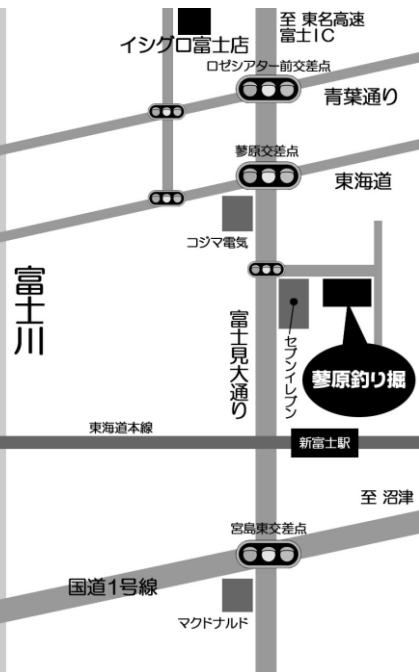 至 東名高速
富士IC
イシグロ富士店
ロゼシアター前交差点
青葉通り
蓼原交差点
東海道
コジマ電気
富士川
富士見大通り
セブンイレブン
蓼原釣り掘
東海道本線
新富士駅
至 沼津
宮島東交差点
国道1号線
マクドナルド